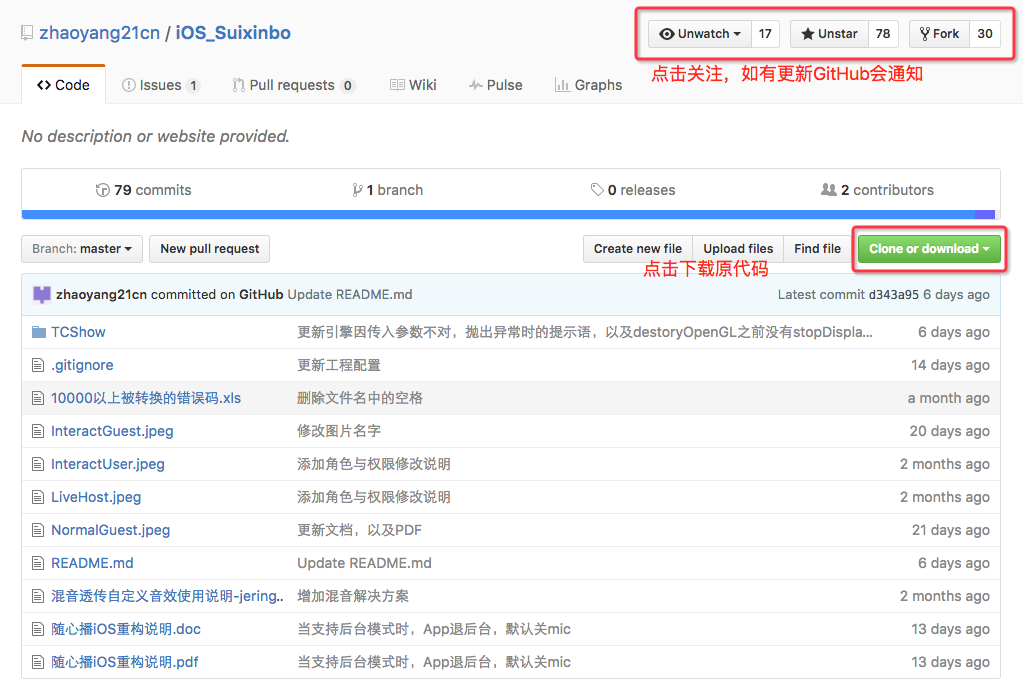 zhaoyang21cn / iOS_Suixinbo
Unwatch 17 Unstar 78 Fork 30
点击关注，如有更新GitHub会通知
Code Issues 1 Pull requests 0 Wiki Pulse Graphs
No description or website provided.
79 commits 1 branch 0 releases 2 contributors
Branch: master New pull request Create new file Upload files Find file Clone or download
点击下载原代码
zhaoyang21cn committed on GitHub Update README.md Latest commit d343a95 6 days ago
TCShow 更新引擎因传入参数不对，抛出异常时的提示语，以及destoryOpenGL之前没有stopDispla... 6 days ago
.gitignore 更新工程配置 14 days ago
10000以上被转换的错误码.xls 删除文件名中的空格 a month ago
InteractGuest.jpeg 修改图片名字 20 days ago
InteractUser.jpeg 添加角色与权限修改说明 2 months ago
LiveHost.jpeg 添加角色与权限修改说明 2 months ago
NormalGuest.jpeg 更新文档，以及PDF 21 days ago
README.md Update README.md 6 days ago
混音透传自定义音效使用说明-jering.. 增加混音解决方案 2 months ago
随心播iOS重构说明.doc 当支持后台模式时，App退后台，默认关mic 13 days ago
随心播iOS重构说明.pdf 当支持后台模式时，App退后台，默认关mic 13 days ago